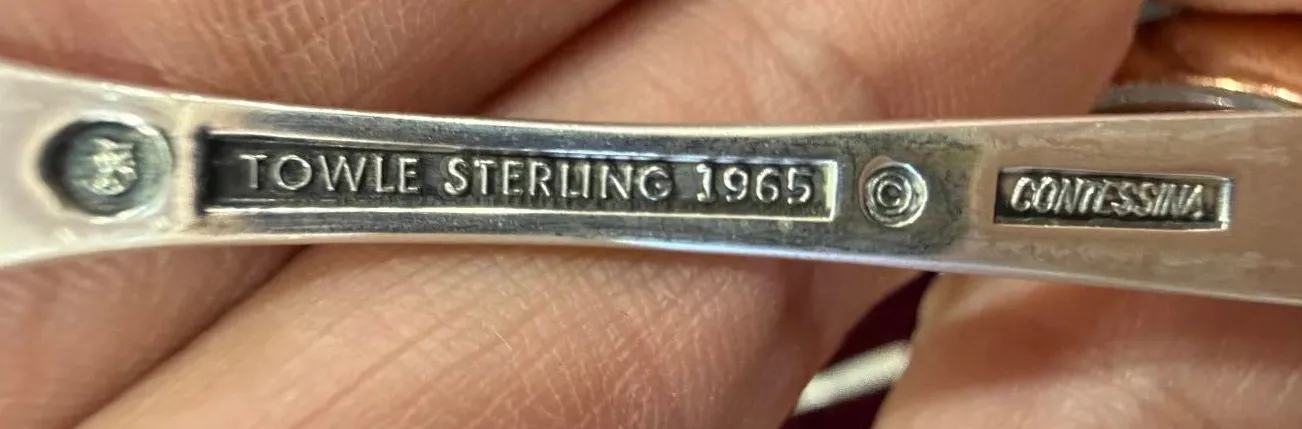 TOWLE STERLING 1965 © CONTESSINA